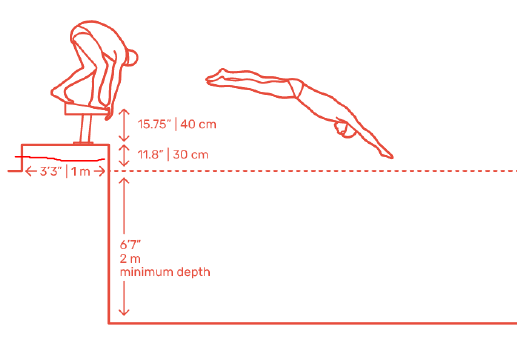 15.75" | 40 cm
11.8" | 30 cm
3'3" | 1 m
6'7"
2 m
minimum depth